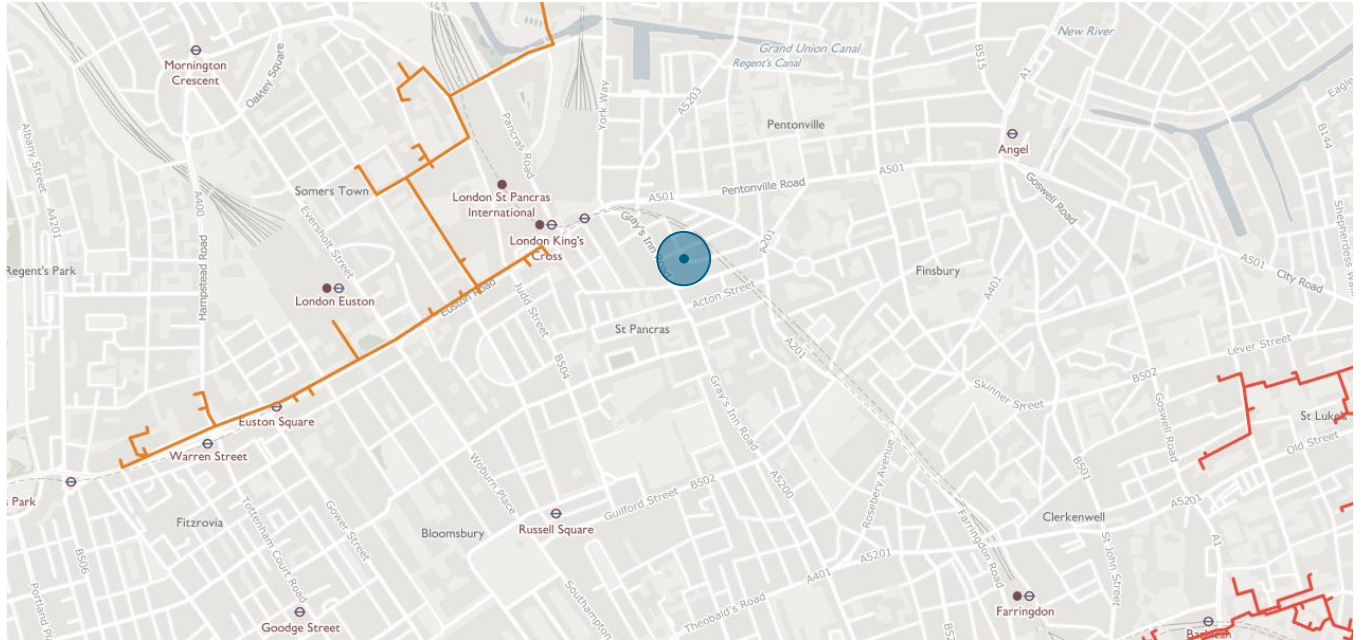 Mornington
Crescent
Oakley Square
Albany Street
A4201
A400
Hampstead Road
Regent's Park
Somers Town
Eversholt Street
London Euston
Pancras Road
York Way
A5203
Grand Union Canal
Regent's Canal
B515
A1
New River
Eagle
B144
Pentonville
Angel
A501
Goswell Road
London St Pancras
International
A501
Pentonville Road
London King's
Cross
Gray's Inn Road
A201
Finsbury
A401
A501
City Road
Shepherdess Wa
Euston Road
Judd Street
Acton Street
St Pancras
A201
B504
Lever Street
B502
Skinner Street
Goswell Road
St Luke's
Old Street
Euston Square
Warren Street
Gray's Inn Road
s Park
Fitzrovia
Tottenham Court Road
Gower Street
Woburn Place
Bloomsbury
Russell Square
Guilford Street
B502
A5200
Rosebery Avenue
B501
A5201
Clerkenwell
Farringdon Road
St John Street
A1
B506
Portland Pla
Goodge Street
Southampton
Theobald's Road
A401
A5201
B52
Farringdon
Barbican